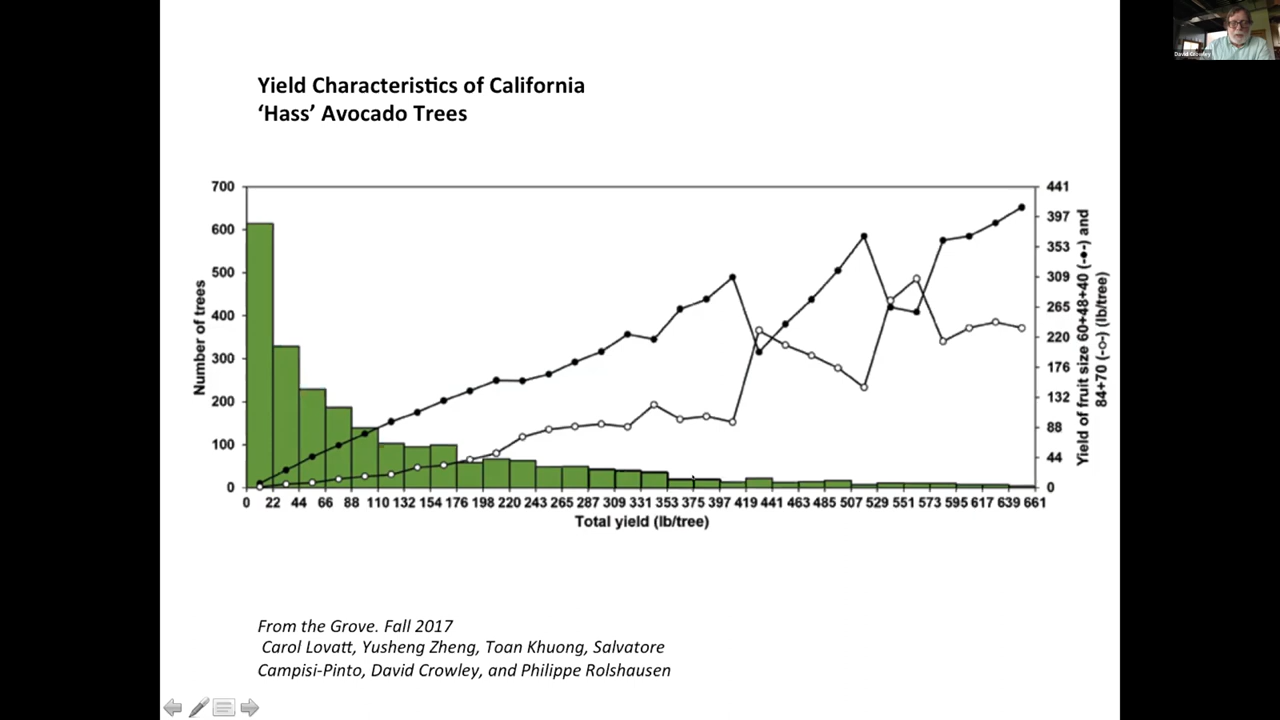 David Crowley
Yield Characteristics of California
‘Hass’ Avocado Trees
700
600
500
400
300
200
100
0
Number of trees
441
397
353
309
265
220
176
132
88
44
0
Yield of fruit size 60+48+40 (-●-) and
84+70 (-○-) (lb/tree)
0 22 44 66 88 110 132 154 176 198 220 243 265 287 309 331 353 375 397 419 441 463 485 507 529 551 573 595 617 639 661
Total yield (lb/tree)
From the Grove. Fall 2017
Carol Lovatt, Yusheng Zheng, Toan Khuong, Salvatore
Campisi-Pinto, David Crowley, and Philippe Rolshausen